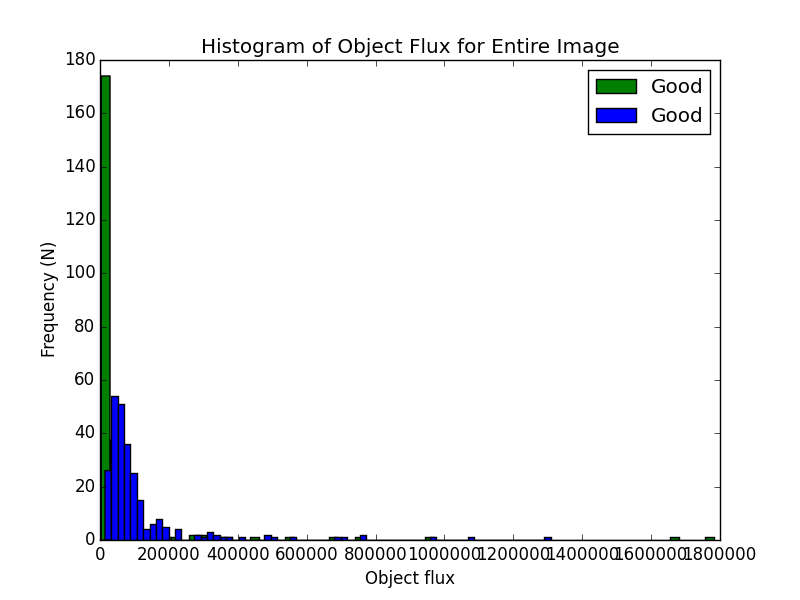 Histogram of Object Flux for Entire Image
Good
Good
180
160
140
120
100
80
60
40
20
0
Frequency (N)
0 200000 400000 600000 800000 1000000 1200000 1400000 1600000 1800000
Object flux